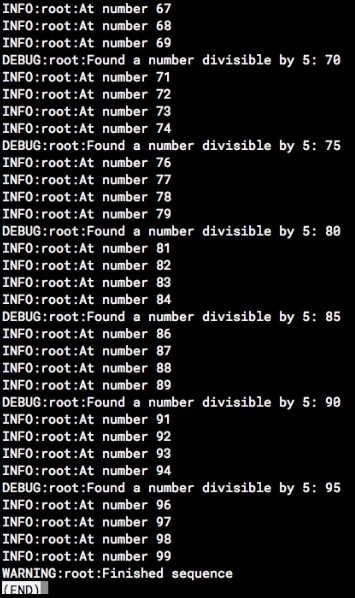 INFO:root:At number 67
INFO:root:At number 68
INFO:root:At number 69
DEBUG:root:Found a number divisible by 5: 70
INFO:root:At number 71
INFO:root:At number 72
INFO:root:At number 73
INFO:root:At number 74
DEBUG:root:Found a number divisible by 5: 75
INFO:root:At number 76
INFO:root:At number 77
INFO:root:At number 78
INFO:root:At number 79
DEBUG:root:Found a number divisible by 5: 80
INFO:root:At number 81
INFO:root:At number 82
INFO:root:At number 83
INFO:root:At number 84
DEBUG:root:Found a number divisible by 5: 85
INFO:root:At number 86
INFO:root:At number 87
INFO:root:At number 88
INFO:root:At number 89
DEBUG:root:Found a number divisible by 5: 90
INFO:root:At number 91
INFO:root:At number 92
INFO:root:At number 93
INFO:root:At number 94
DEBUG:root:Found a number divisible by 5: 95
INFO:root:At number 96
INFO:root:At number 97
INFO:root:At number 98
INFO:root:At number 99
WARNING:root:Finished sequence
(END)